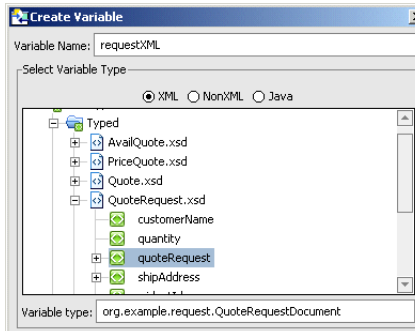 Create Variable
Variable Name: requestXML
Select Variable Type
XML NonXML Java
Typed
AvailQuote.xsd
PriceQuote.xsd
Quote.xsd
QuoteRequest.xsd
customerName
quantity
quoteRequest
shipAddress
Variable type: org.example.request.QuoteRequestDocument